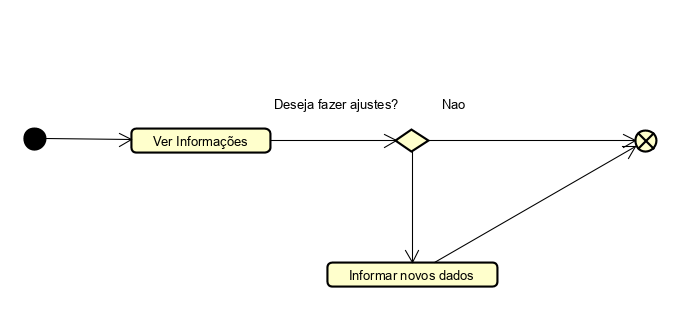 Deseja fazer ajustes?
Nao
Ver Informações
Informar novos dados